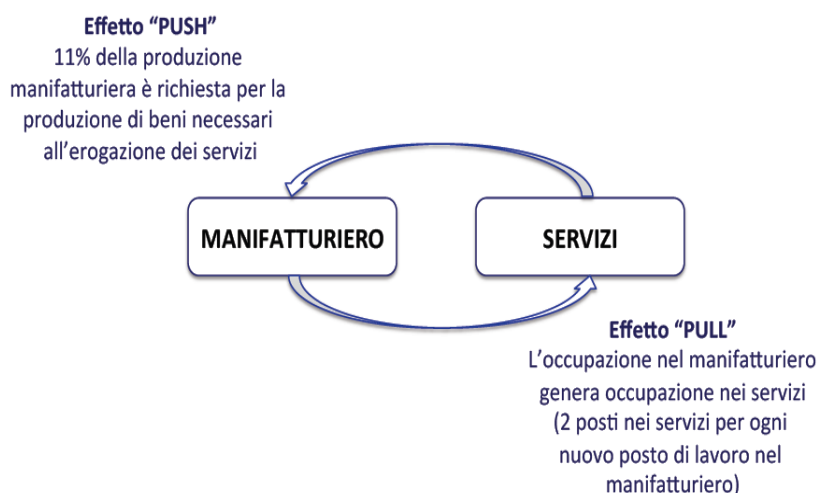 Effetto “PUSH”
11% della produzione
manifatturiera è richiesta per la
produzione di beni necessari
all’erogazione dei servizi
MANIFATTURIERO
SERVIZI
Effetto “PULL”
L’occupazione nel manifatturiero
genera occupazione nei servizi
(2 posti nei servizi per ogni
nuovo posto di lavoro nel
manifatturiero)